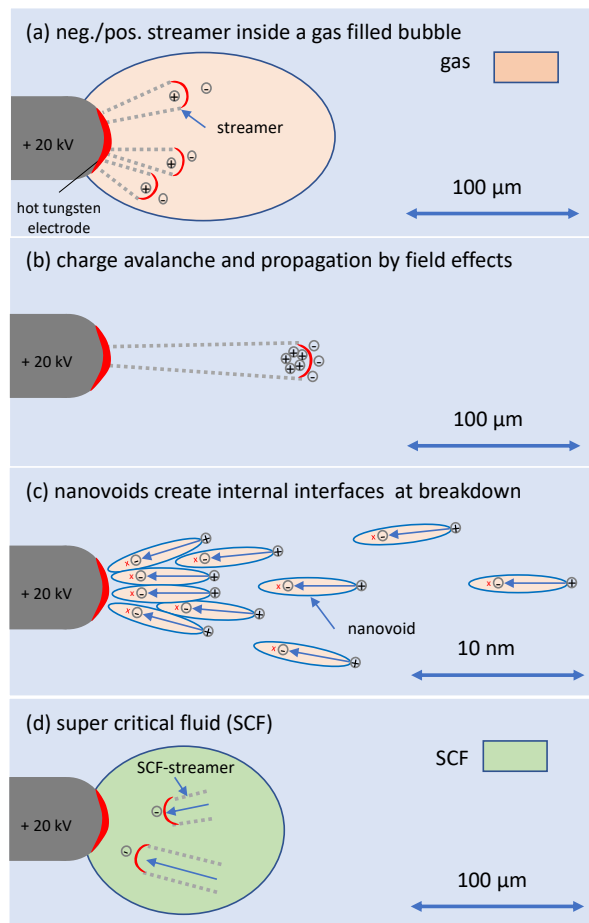 (a) neg./pos. streamer inside a gas filled bubble
gas
+ 20 kV
streamer
hot tungsten
electrode
100 µm
(b) charge avalanche and propagation by field effects
+ 20 kV
100 µm
(c) nanovoids create internal interfaces at breakdown
+ 20 kV
nanovoid
10 nm
(d) super critical fluid (SCF)
SCF-streamer
SCF
+ 20 kV
100 µm